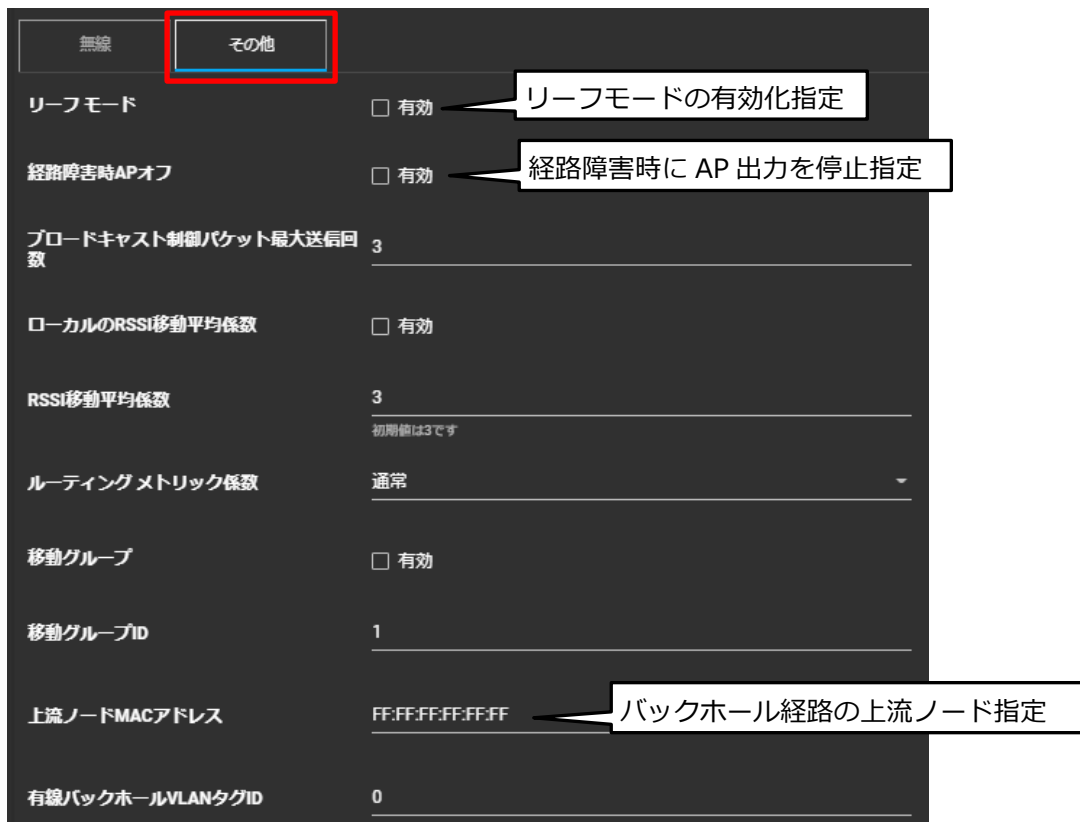 無線
その他
リーフモード
有効
リーフモードの有効化指定
経路障害時APオフ
有効
経路障害時に AP 出力を停止指定
ブロードキャスト制御パケット最大送信回
数
3
ローカルのRSSI移動平均係数
有効
RSSI移動平均係数
3
初期値は3です
ルーティング メトリック係数
通常
移動グループ
有効
移動グループID
1
上流ノードMACアドレス
FF:FF:FF:FF:FF:FF
バックホール経路の上流ノード指定
有線バックホールVLANタグID
0